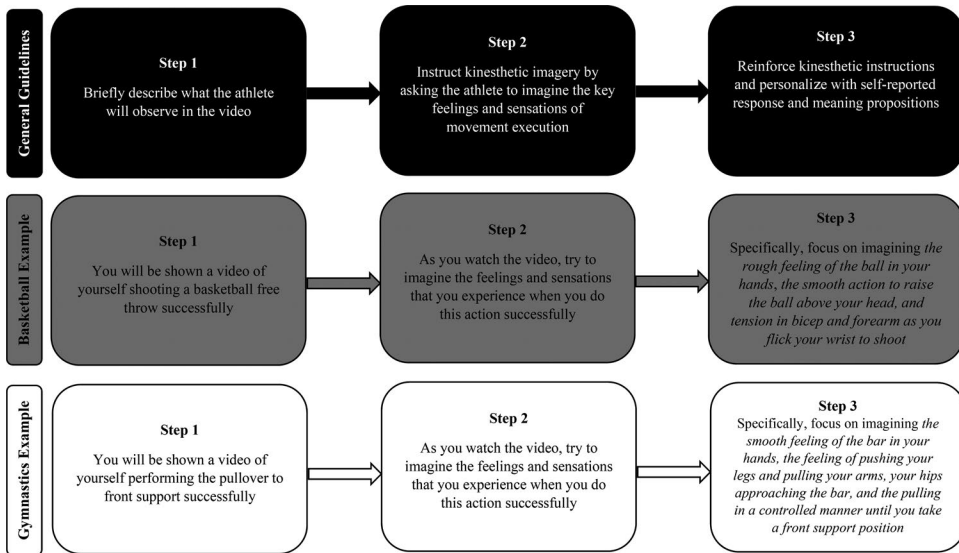 General Guidelines
Step 1
Briefly describe what the athlete
will observe in the video
Step 2
Instruct kinesthetic imagery by
asking the athlete to imagine the key
feelings and sensations of
movement execution
Step 3
Reinforce kinesthetic instructions
and personalize with self-reported
response and meaning propositions
Basketball Example
Step 1
You will be shown a video of
yourself shooting a basketball free
throw successfully
Step 2
As you watch the video, try to
imagine the feelings and sensations
that you experience when you do
this action successfully
Step 3
Specifically, focus on imagining the
rough feeling of the ball in your
hands, the smooth action to raise
the ball above your head, and
tension in bicep and forearm as you
flick your wrist to shoot
Gymnastics Example
Step 1
You will be shown a video of
yourself performing the pullover to
front support successfully
Step 2
As you watch the video, try to
imagine the feelings and sensations
that you experience when you do
this action successfully
Step 3
Specifically, focus on imagining the
smooth feeling of the bar in your
hands, the feeling of pushing your
legs and pulling your arms, your hips
approaching the bar, and the pulling
in a controlled manner until you take
a front support position